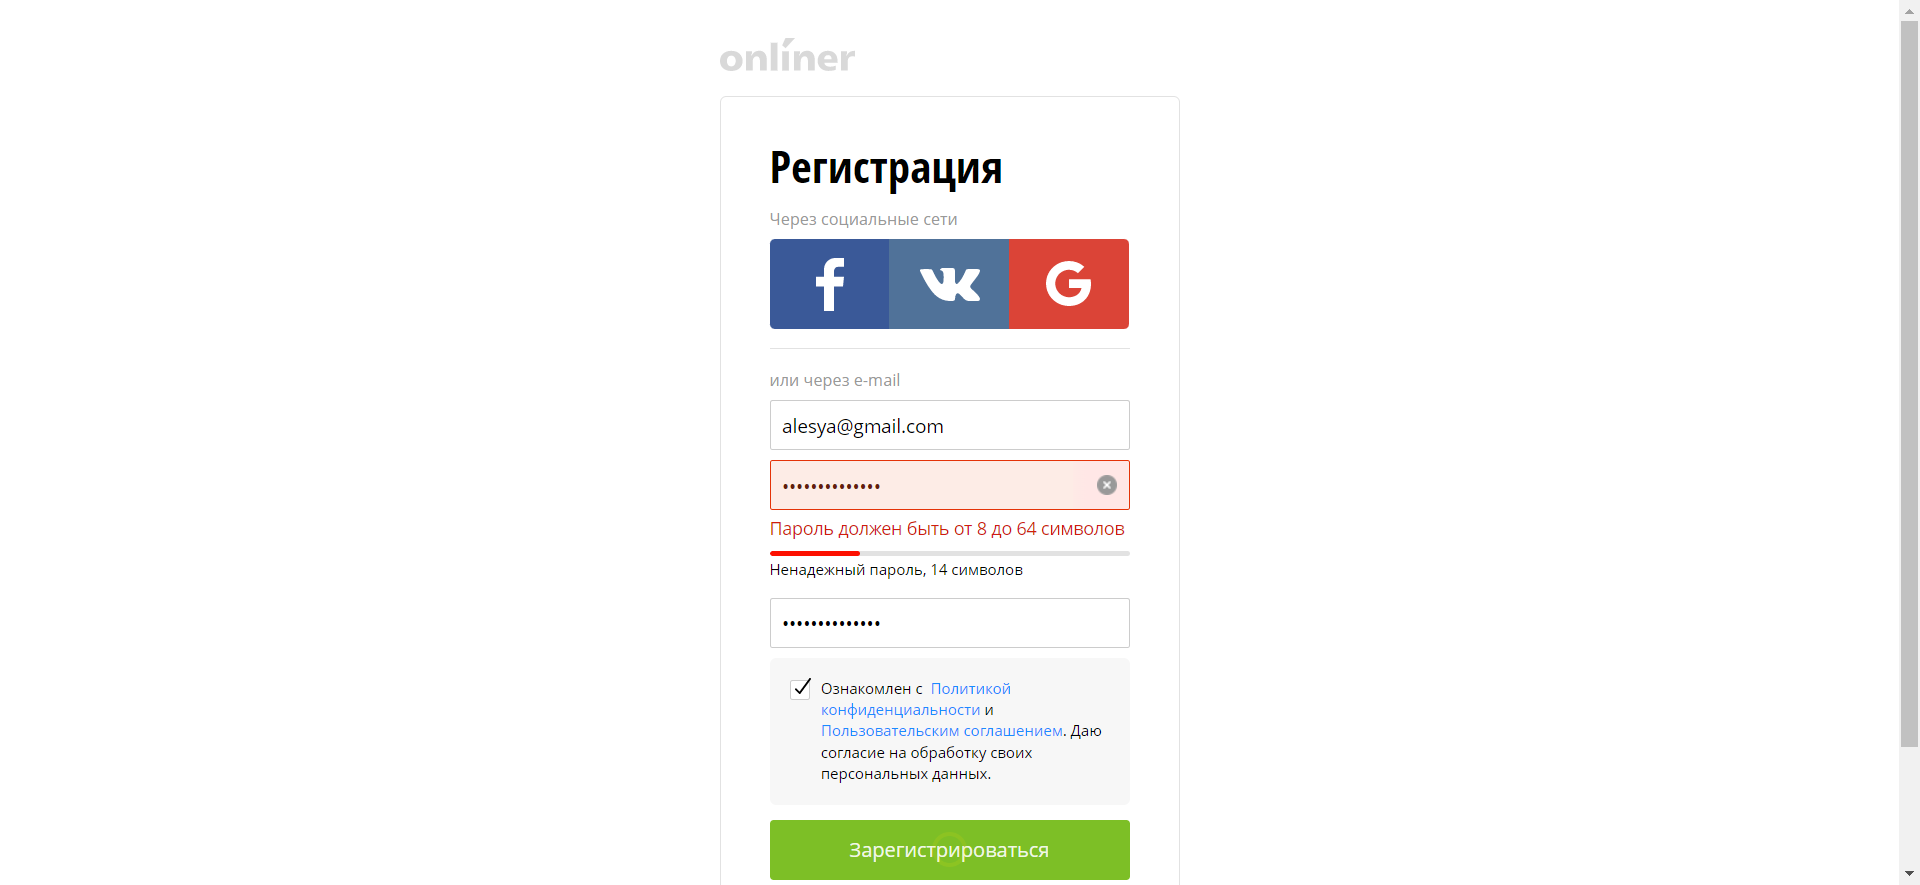 onliner
Регистрация
Через социальные сети
или через e-mail
alesya@gmail.com
••••••••••••••
Пароль должен быть от 8 до 64 символов
Ненадежный пароль, 14 символов
••••••••••••••
Ознакомлен с Политикой
конфиденциальности и
Пользовательским соглашением. Даю
согласие на обработку своих
персональных данных.
Зарегистрироваться